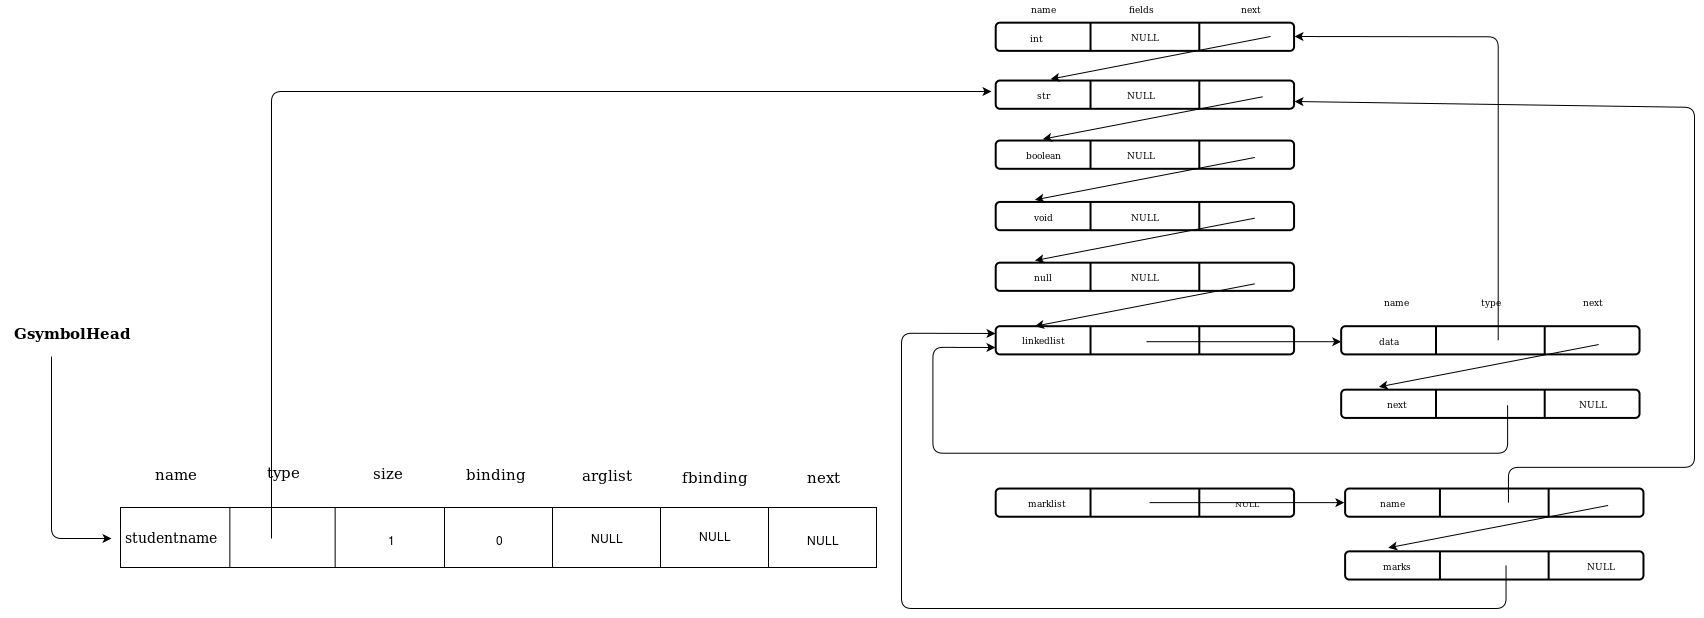 name fields next
int NULL
str NULL
boolean NULL
void NULL
null NULL
name type next
linkedlist
data
next NULL
GsymbolHead
name type size binding arglist fbinding next
studentname 1 0 NULL NULL NULL
marklist NULL
name
marks NULL